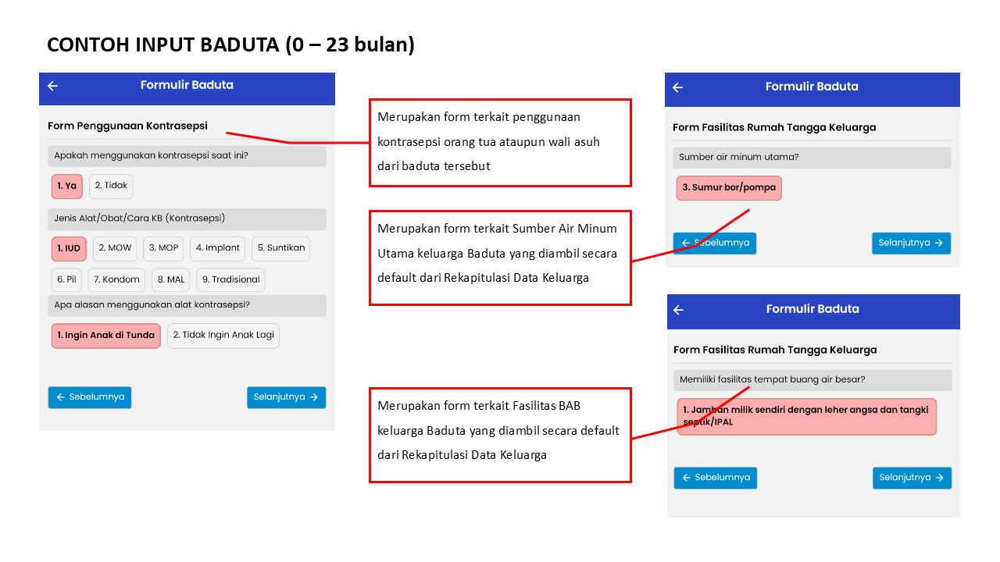 CONTOH INPUT BADUTA (0 – 23 bulan)
Formulir Baduta
Form Penggunaan Kontrasepsi
Apakah menggunakan kontrasepsi saat ini?
1. Ya
2. Tidak
Jenis Alat/Obat/Cara KB (Kontrasepsi)
1. IUD
2. MOW
3. MOP
4. Implant
5. Suntikan
6. Pil
7. Kondom
8. MAL
9. Tradisional
Apa alasan menggunakan alat kontrasepsi?
1. Ingin Anak di Tunda
2. Tidak Ingin Anak Lagi
Sebelumnya
Selanjutnya
Merupakan form terkait penggunaan
kontrasepsi orang tua ataupun wali asuh
dari baduta tersebut
Merupakan form terkait Sumber Air Minum
Utama keluarga Baduta yang diambil secara
default dari Rekapitulasi Data Keluarga
Merupakan form terkait Fasilitas BAB
keluarga Baduta yang diambil secara default
dari Rekapitulasi Data Keluarga
Formulir Baduta
Form Fasilitas Rumah Tangga Keluarga
Sumber air minum utama?
3. Sumur bor/pompa
Sebelumnya
Selanjutnya
Formulir Baduta
Form Fasilitas Rumah Tangga Keluarga
Memiliki fasilitas tempat buang air besar?
1. Jamban milik sendiri dengan leher angsa dan tangki
septik/IPAL
Sebelumnya
Selanjutnya